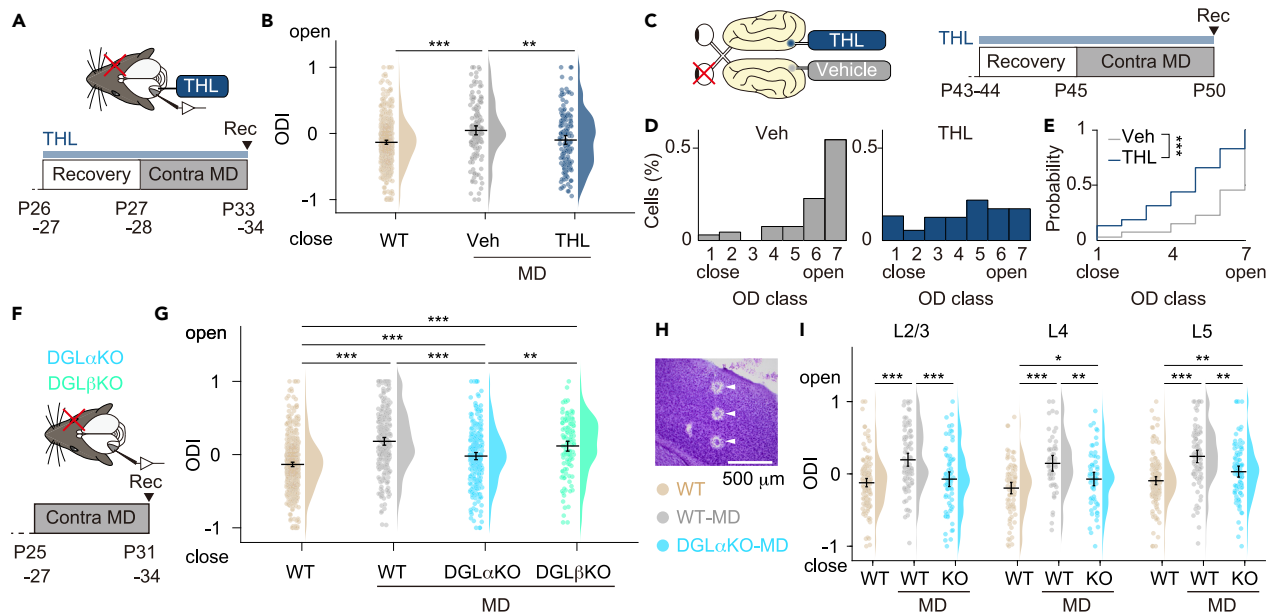 A
THL
THL
Rec
Recovery
Contra MD
P26
-27
P27
-28
P33
-34
B
open
***
**
1
ODI
0
-1
close
WT
Veh
THL
MD
C
THL
Vehicle
THL
Rec
Recovery
Contra MD
P43-44
P45
P50
D
Veh
THL
Cells (%)
0.5
0
0.5
0
1 2 3 4 5 6 7
close
open
1 2 3 4 5 6 7
close
open
OD class
OD class
E
Veh
THL
***
Probability
1
0.5
0
1
4
7
close
open
OD class
F
DGLαKO
DGLβKO
Rec
Contra MD
P25
-27
P31
-34
G
open
***
***
***
***
**
1
ODI
0
-1
close
WT
WT
DGLαKO
DGLβKO
MD
H
500 μm
WT
WT-MD
DGLαKO-MD
I
L2/3
L4
L5
open
***
***
*
***
**
**
***
**
1
ODI
0
-1
close
WT WT KO
WT WT KO
WT WT KO
MD
MD
MD